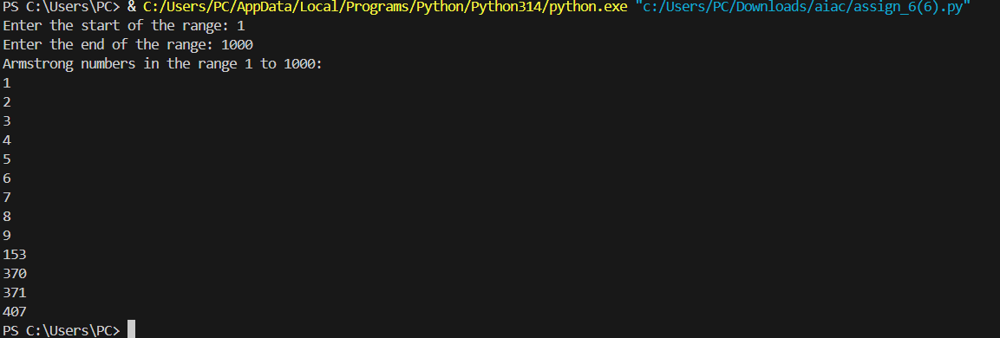 PS C:\Users\PC> & C:/Users/PC/AppData/Local/Programs/Python/Python314/python.exe "c:/Users/PC/Downloads/aiac/assign_6(6).py"
Enter the start of the range: 1
Enter the end of the range: 1000
Armstrong numbers in the range 1 to 1000:
1
2
3
4
5
6
7
8
9
153
370
371
407
PS C:\Users\PC>